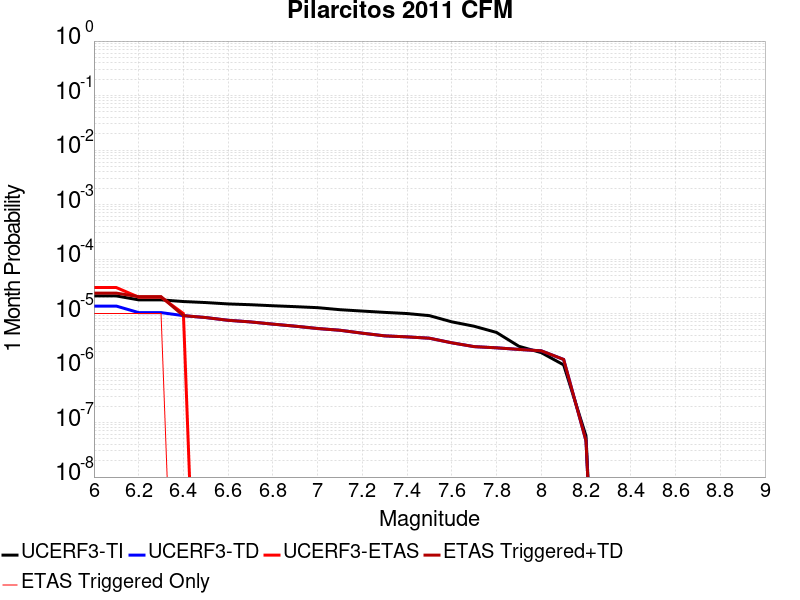 Pilarcitos 2011 CFM
1 Month Probability
10^0
10^-1
10^-2
10^-3
10^-4
10^-5
10^-6
10^-7
10^-8
6 6.2 6.4 6.6 6.8 7 7.2 7.4 7.6 7.8 8 8.2 8.4 8.6 8.8 9
Magnitude
UCERF3-TI UCERF3-TD UCERF3-ETAS ETAS Triggered+TD
ETAS Triggered Only